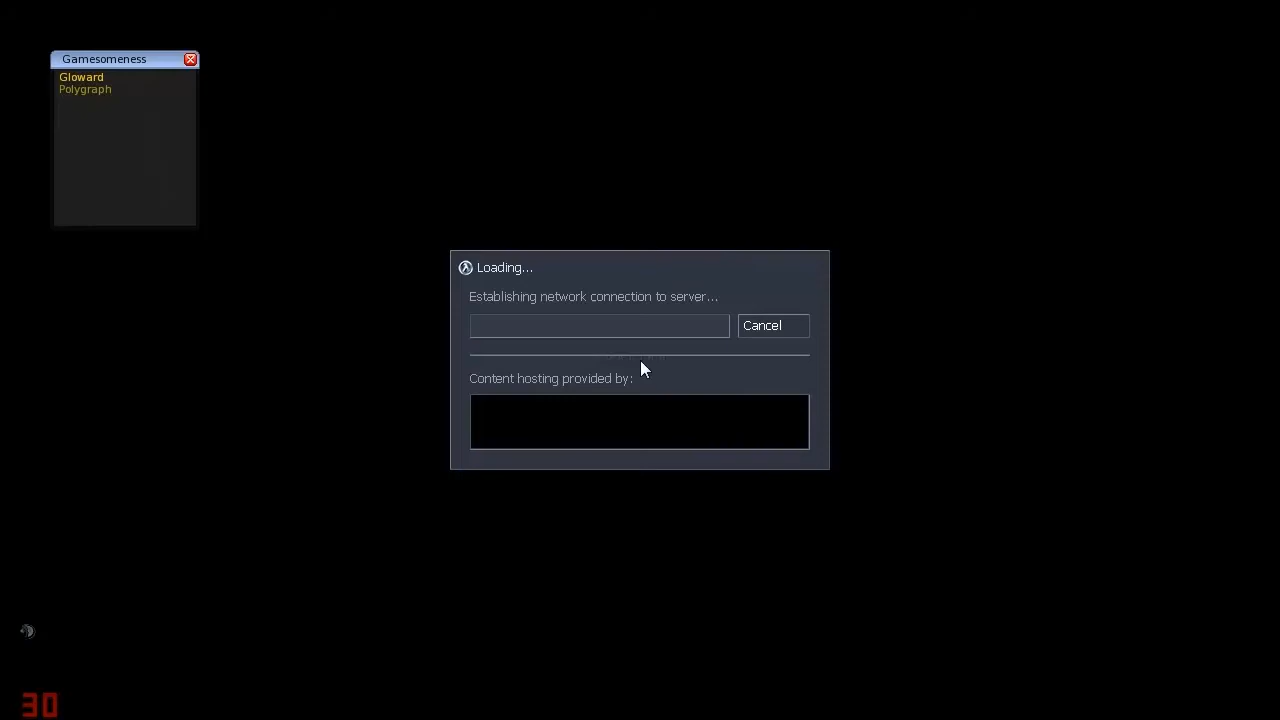 Gamesomeness
Gloward
Polygraph
Loading...
Establishing network connection to server...
Cancel
Content hosting provided by:
30